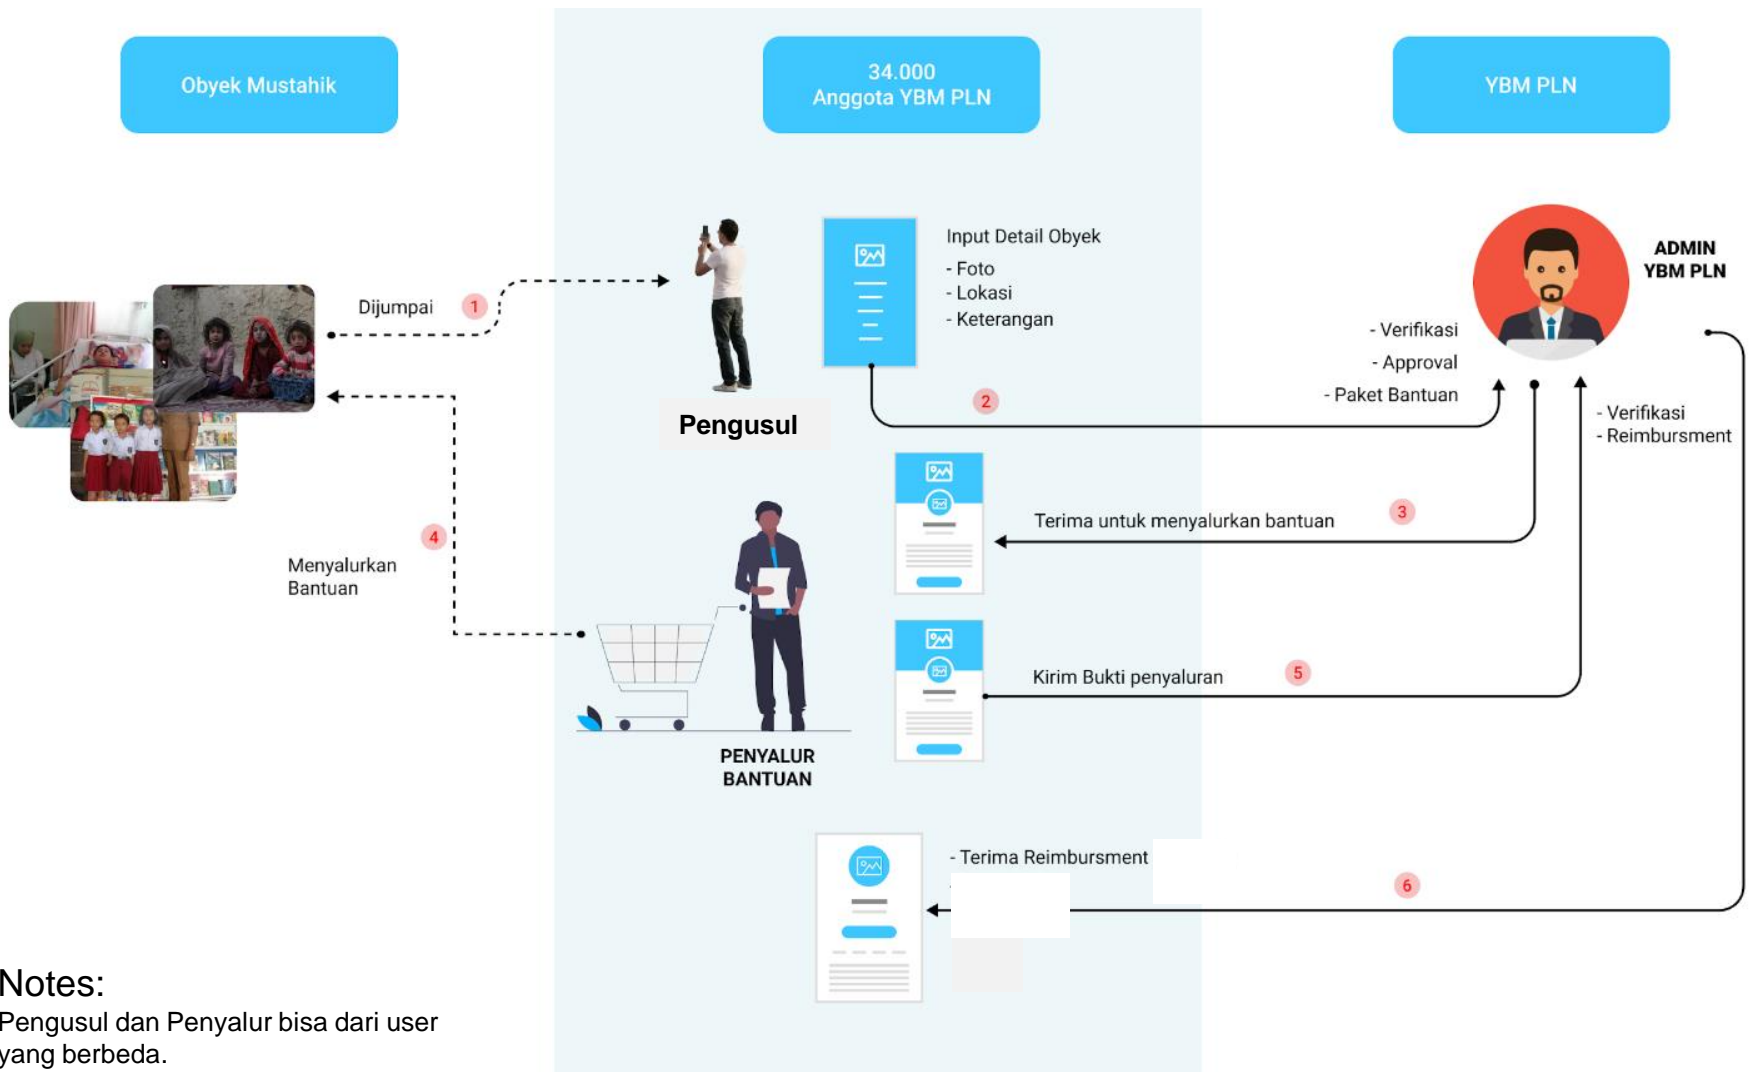 Obyek Mustahik
34.000
Anggota YBM PLN
YBM PLN
Input Detail Obyek
- Foto
- Lokasi
- Keterangan
ADMIN
YBM PLN
Dijumpai
1
- Verifikasi
- Approval
- Paket Bantuan
2
Pengusul
- Verifikasi
- Reimbursment
Terima untuk menyalurkan bantuan
3
4
Menyalurkan
Bantuan
Kirim Bukti penyaluran
5
PENYALUR
BANTUAN
- Terima Reimbursment
6
Notes:
Pengusul dan Penyalur bisa dari user
yang berbeda.